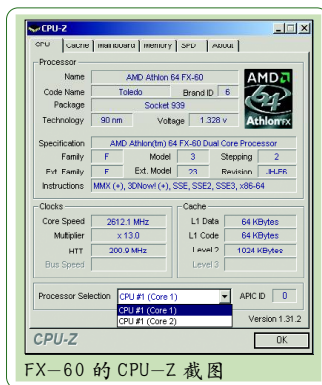 CPU-Z
CPU Cache Mainboard Memory SPD About
Processor
Name AMD Athlon 64 FX-60
Code Name Toledo Brand ID 6
Package Socket 939
Technology 90 nm Voltage 1.328 v
AMD
64
Athlon FX
Specification AMD Athlon(tm) 64 FX-60 Dual Core Processor
Family F Model 3 Stepping 2
Ext. Family F Ext. Model 23 Revision JH-E6
Instructions MMX (+), 3DNow! (+), SSE, SSE2, SSE3, x86-64
Clocks Cache
Core Speed 2612.1 MHz L1 Data 64 KBytes
Multiplier x 13.0 L1 Code 64 KBytes
HTT 200.9 MHz Level 2 1024 KBytes
Bus Speed Level 3
Processor Selection CPU #1 (Core 1) APIC ID 0
CPU #1 (Core 1)
CPU #1 (Core 2)
Version 1.31.2
CPU-Z OK
FX-60 的 CPU-Z 截图